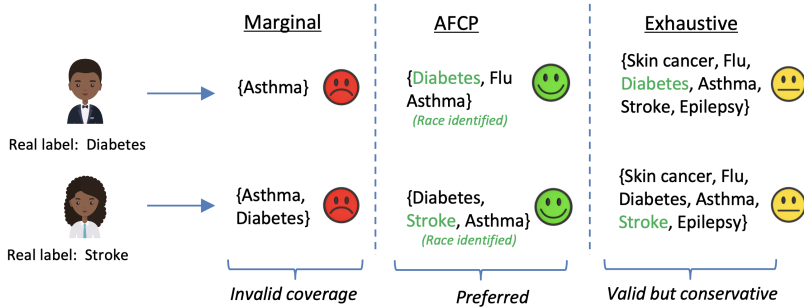 Marginal
AFCP
Exhaustive
{Asthma}
{Diabetes, Flu
Asthma}
(Race identified)
{Skin cancer, Flu,
Diabetes, Asthma,
Stroke, Epilepsy}
Real label: Diabetes
{Asthma,
Diabetes}
{Diabetes,
Stroke, Asthma}
(Race identified)
{Skin cancer, Flu,
Diabetes, Asthma,
Stroke, Epilepsy}
Real label: Stroke
Invalid coverage
Preferred
Valid but conservative